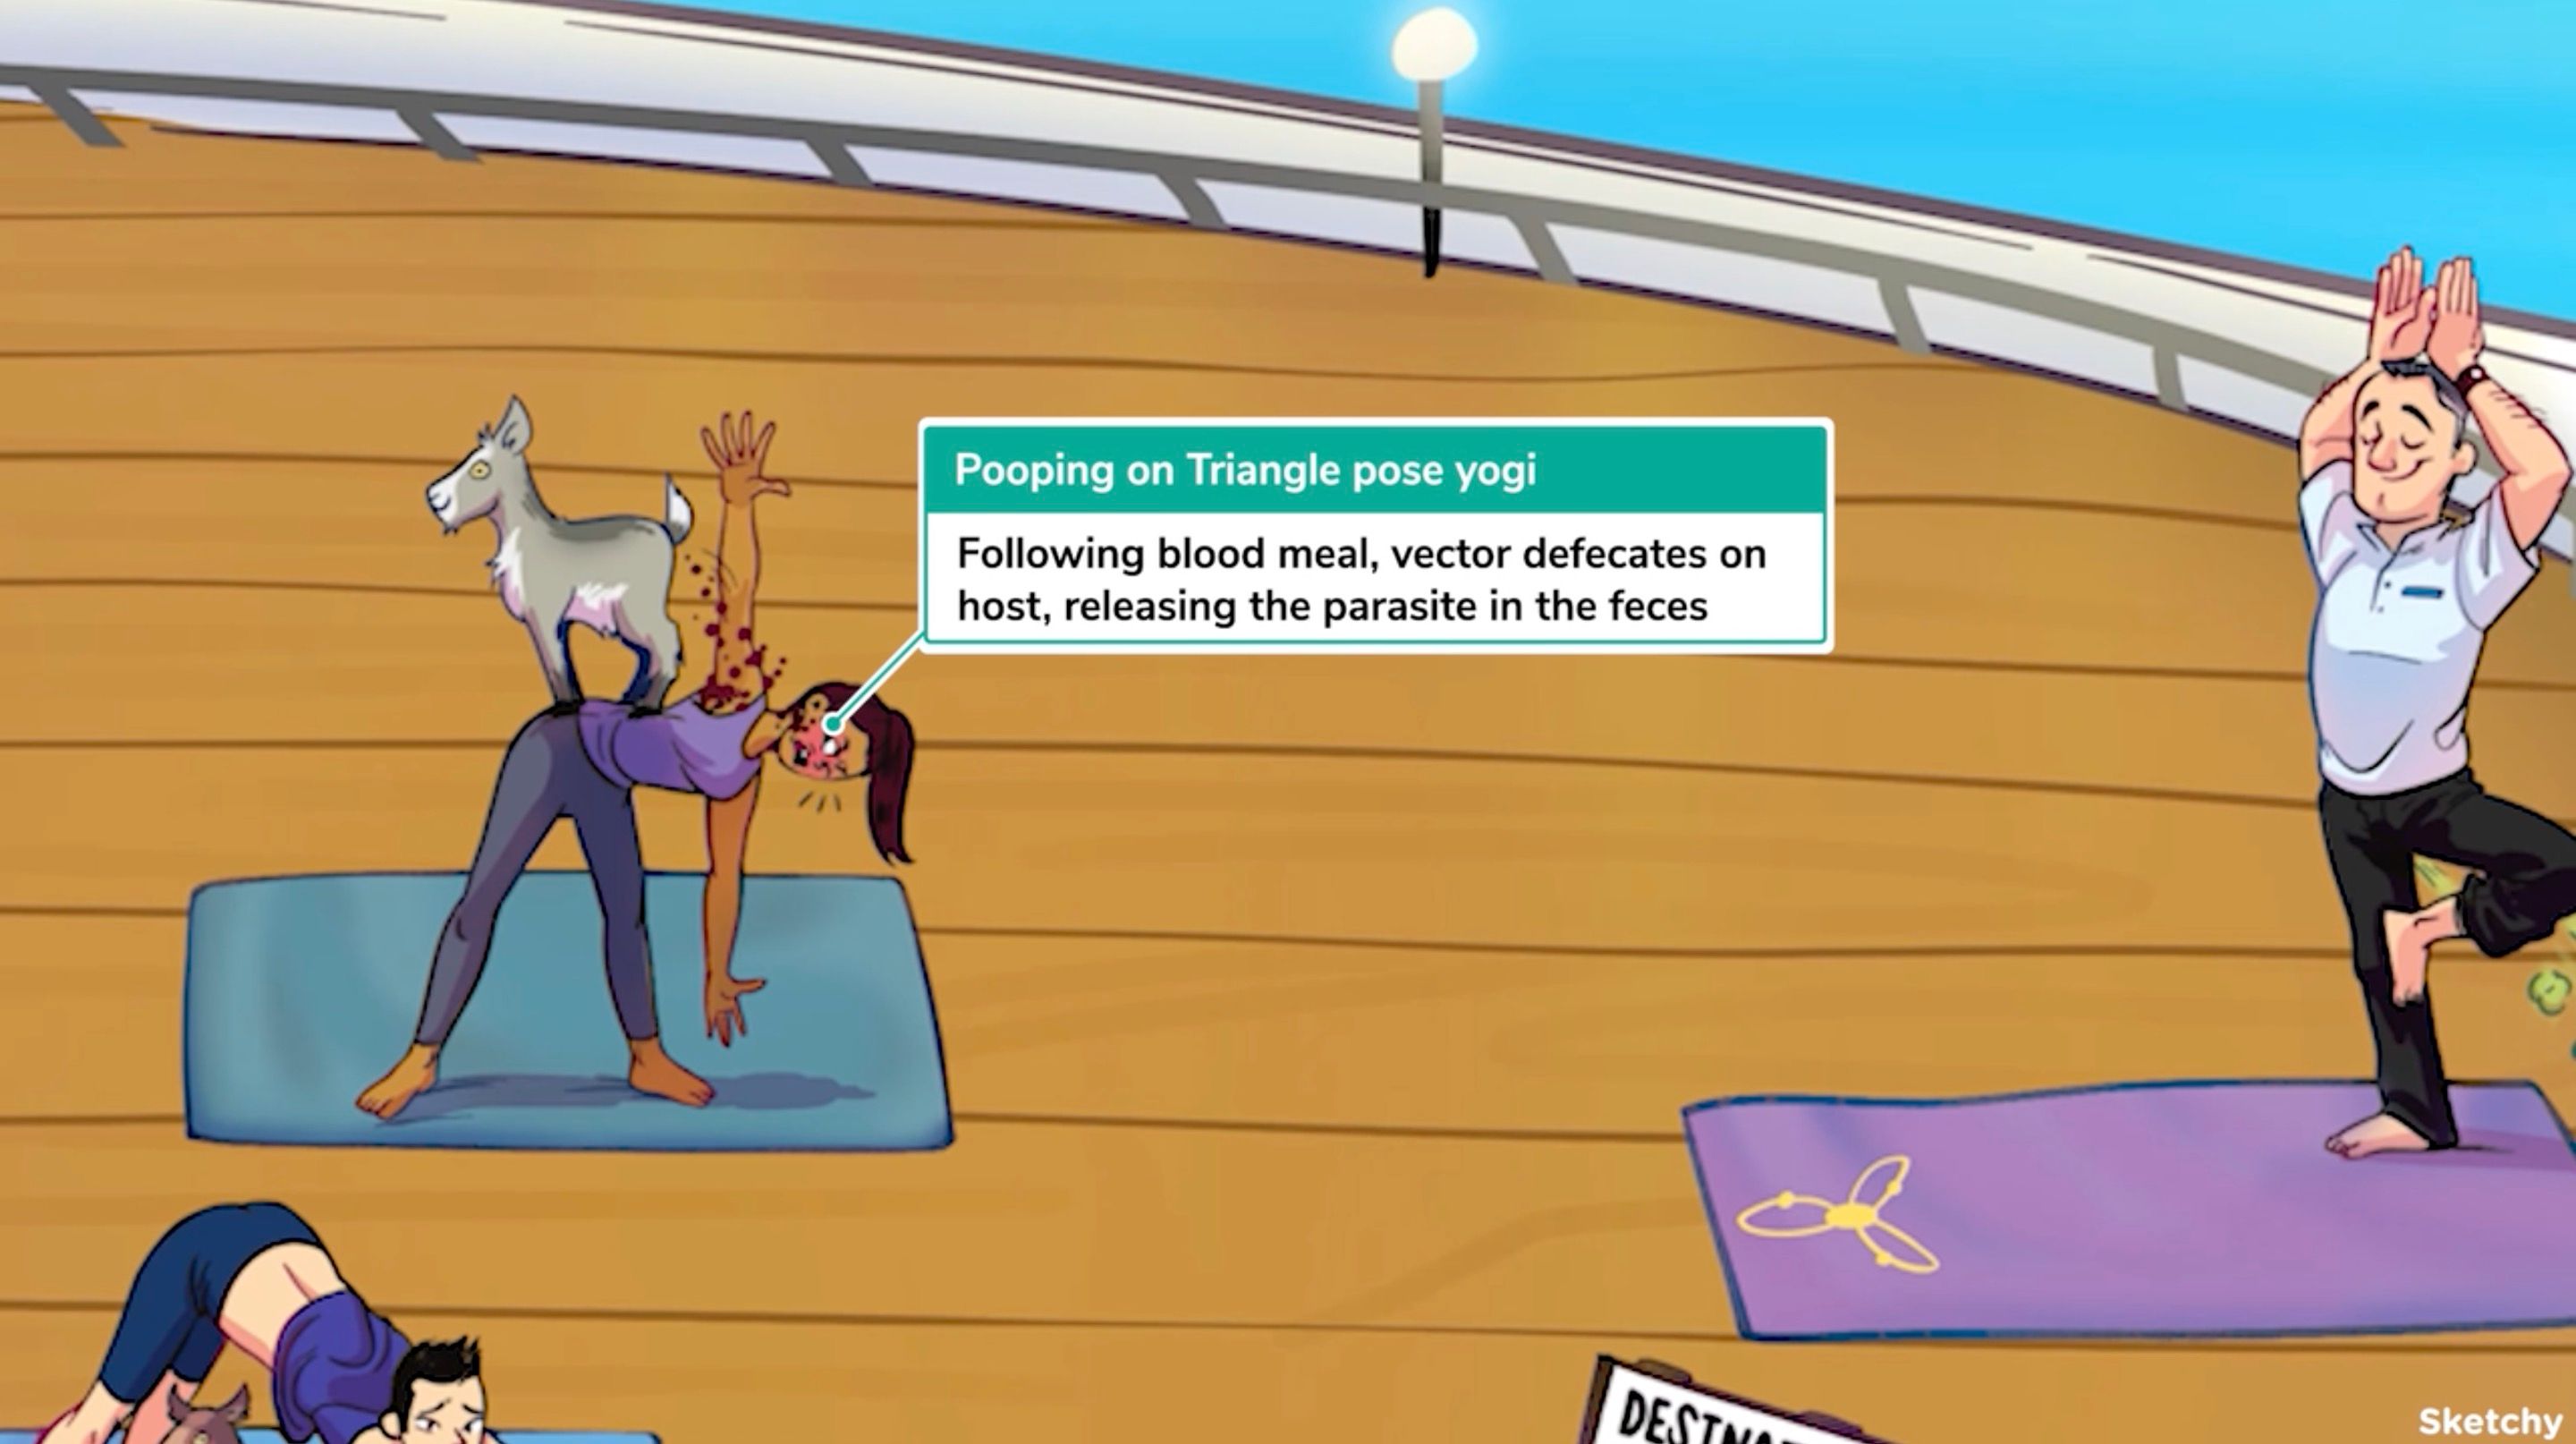 Pooping on Triangle pose yogi
Following blood meal, vector defecates on
host, releasing the parasite in the feces
Sketchy